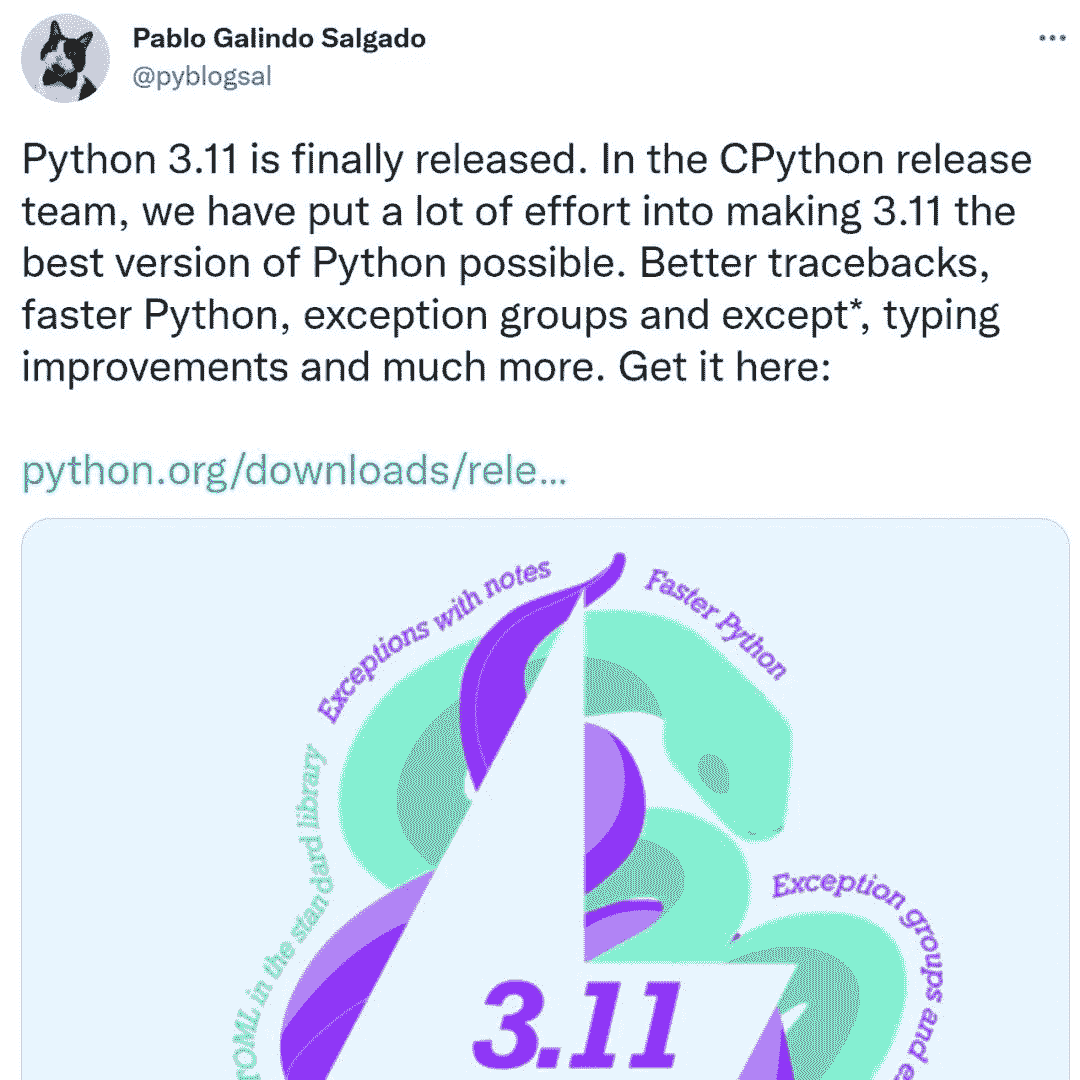 Pablo Galindo Salgado
@pyblogsal
Python 3.11 is finally released. In the CPython release
team, we have put a lot of effort into making 3.11 the
best version of Python possible. Better tracebacks,
faster Python, exception groups and except*, typing
improvements and much more. Get it here:
python.org/downloads/rele...
Exceptions with notes
Faster Python
TOML in the standard library
Exception groups and
3.11